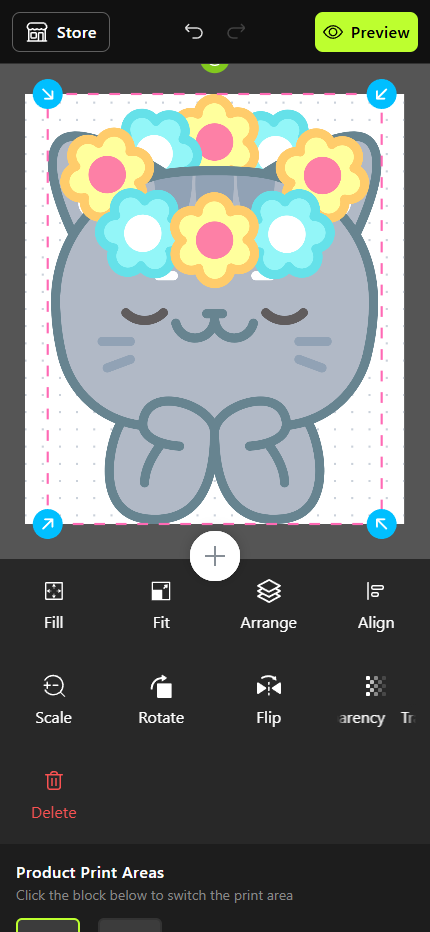 Store
Preview
Fill
Fit
Arrange
Align
Scale
Rotate
Flip
arency
Delete
Product Print Areas
Click the block below to switch the print area